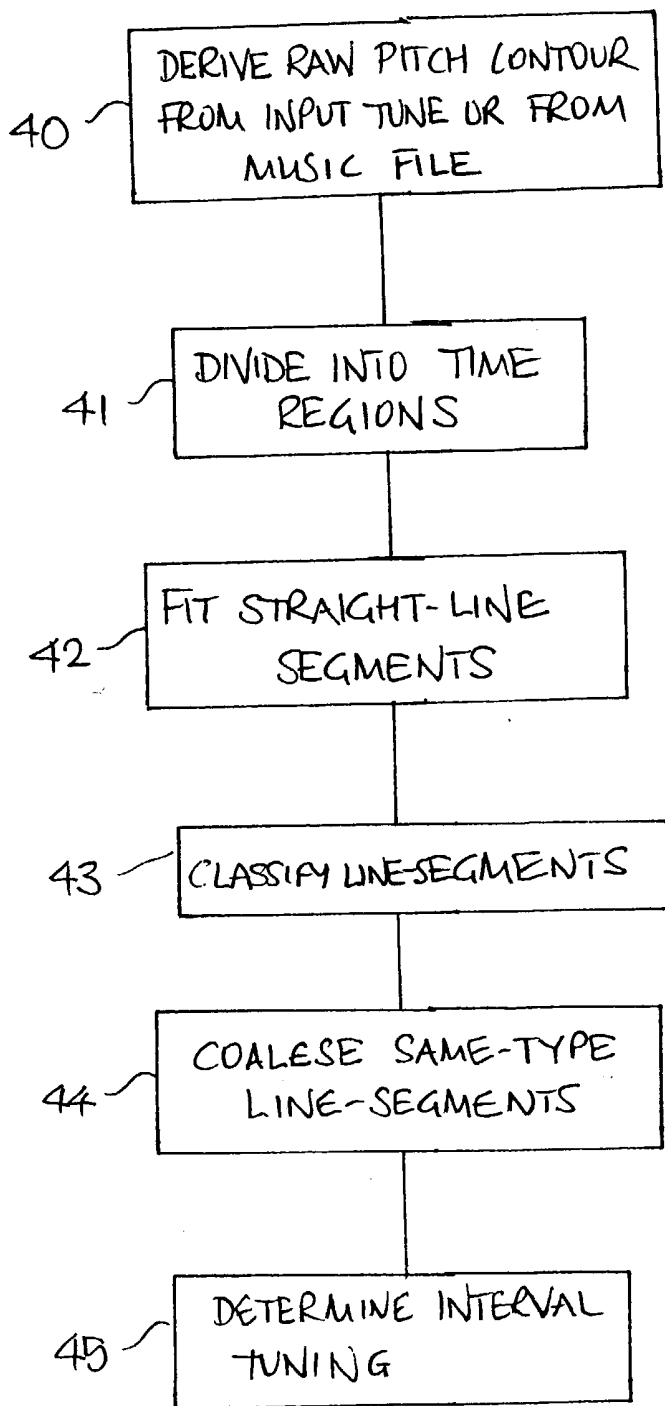 DERIVE RAW PITCH CONTOUR
40
FROM INPUT TUNE OR FROM
MUSIC FILE
DIVIDE INTO TIME
41
REGIONS
FIT STRAIGHT-LINE
42
SEGMENTS
43
CLASSIFY LINE-SEGMENTS
COALESE SAME-TYPE
44
LINE-SEGMENTS
DETERMINE INTERVAL
45
TUNING